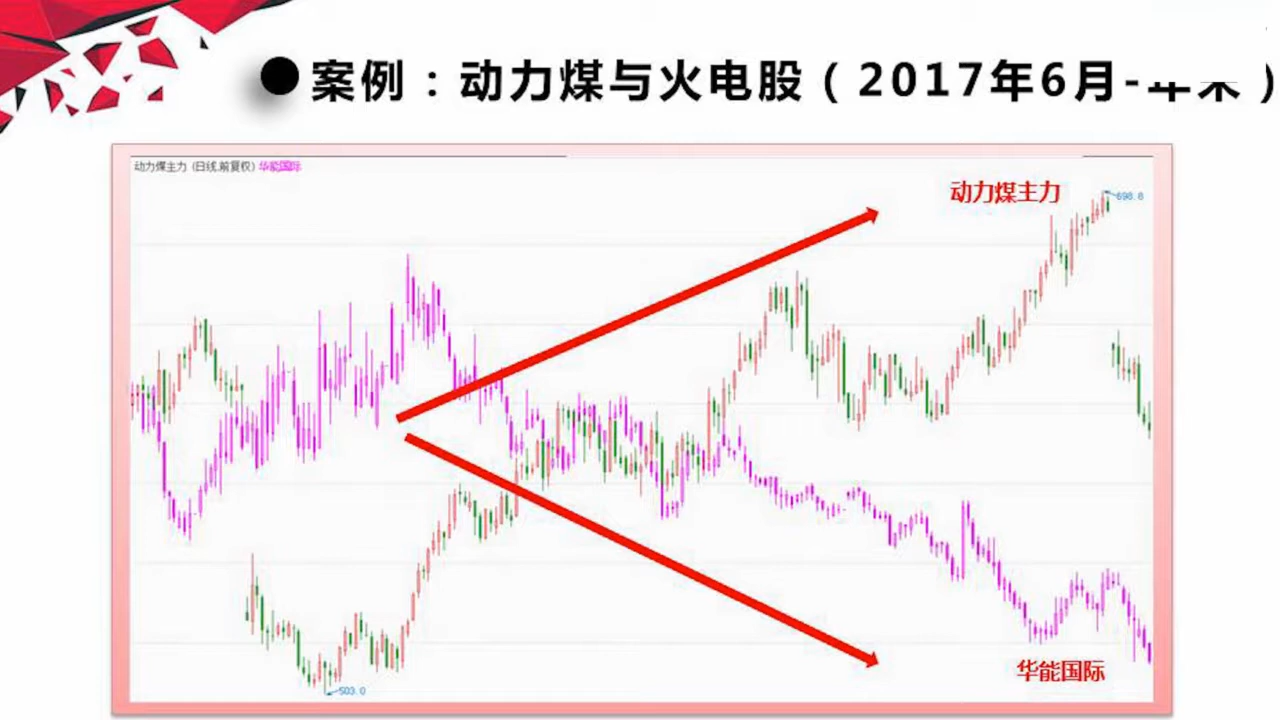 ●案例：动力煤与火电股（2017年6月-年末）
动力煤主力 (日线.前复权) 华能国际
动力煤主力
698.8
503.0
华能国际